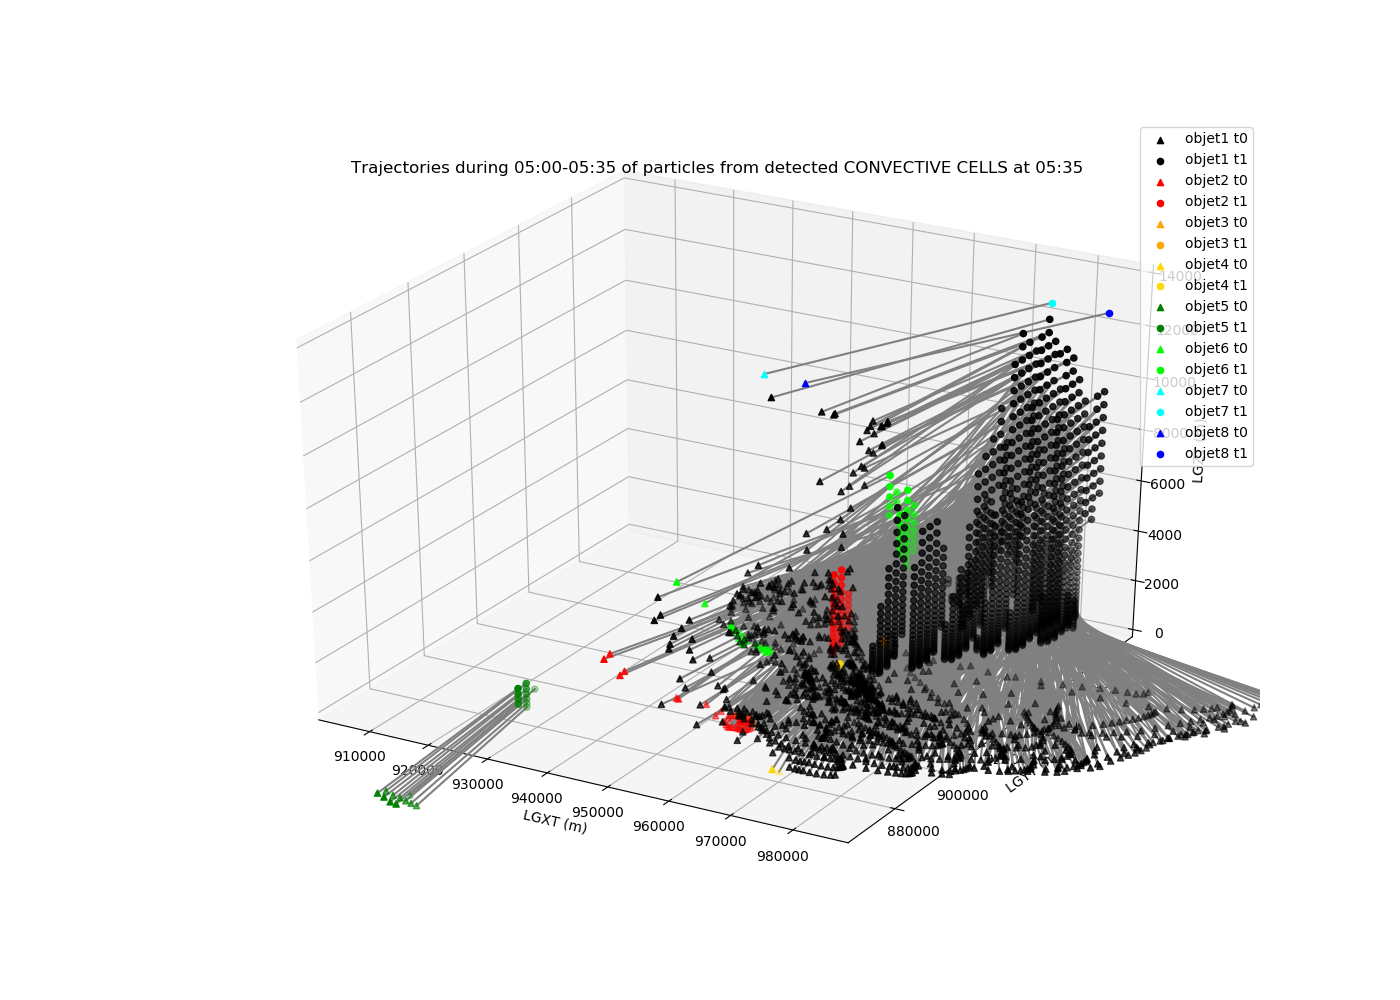 Trajectories during 05:00-05:35 of particles from detected CONVECTIVE CELLS at 05:35
objet1 t0
objet1 t1
objet2 t0
objet2 t1
objet3 t0
objet3 t1
objet4 t0
objet4 t1
objet5 t0
objet5 t1
objet6 t0
objet6 t1
objet7 t0
objet7 t1
objet8 t0
objet8 t1
14000
12000
10000
8000
6000
4000
2000
0
910000
920000
930000
940000
950000
960000
970000
980000
LGXT (m)
880000
900000